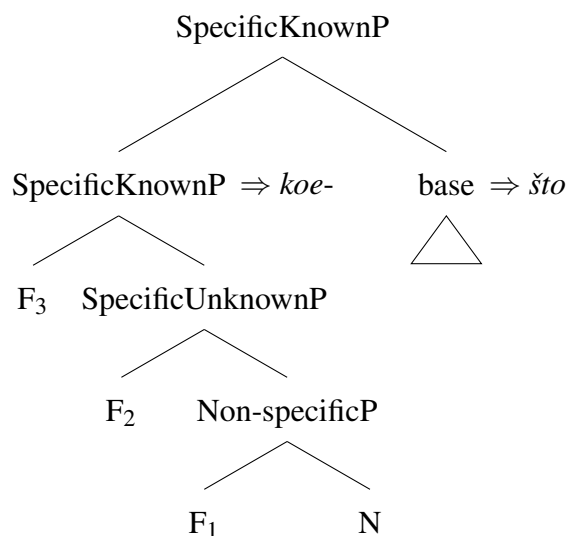 SpecificKnownP
SpecificKnownP ⇒ koe- base ⇒ što
F₃ SpecificUnknownP
F₂ Non-specificP
F₁ N